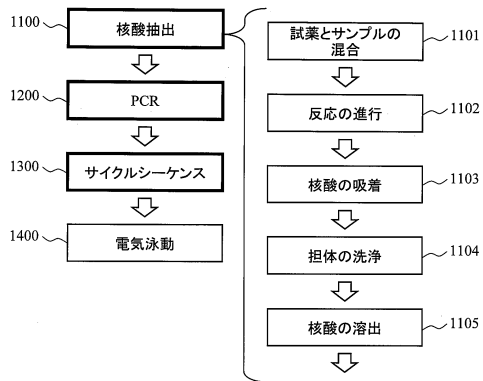 1100
核酸抽出
1200
PCR
1300
サイクルシーケンス
1400
電気泳動
試薬とサンプルの
混合
1101
反応の進行
1102
核酸の吸着
1103
担体の洗浄
1104
核酸の溶出
1105